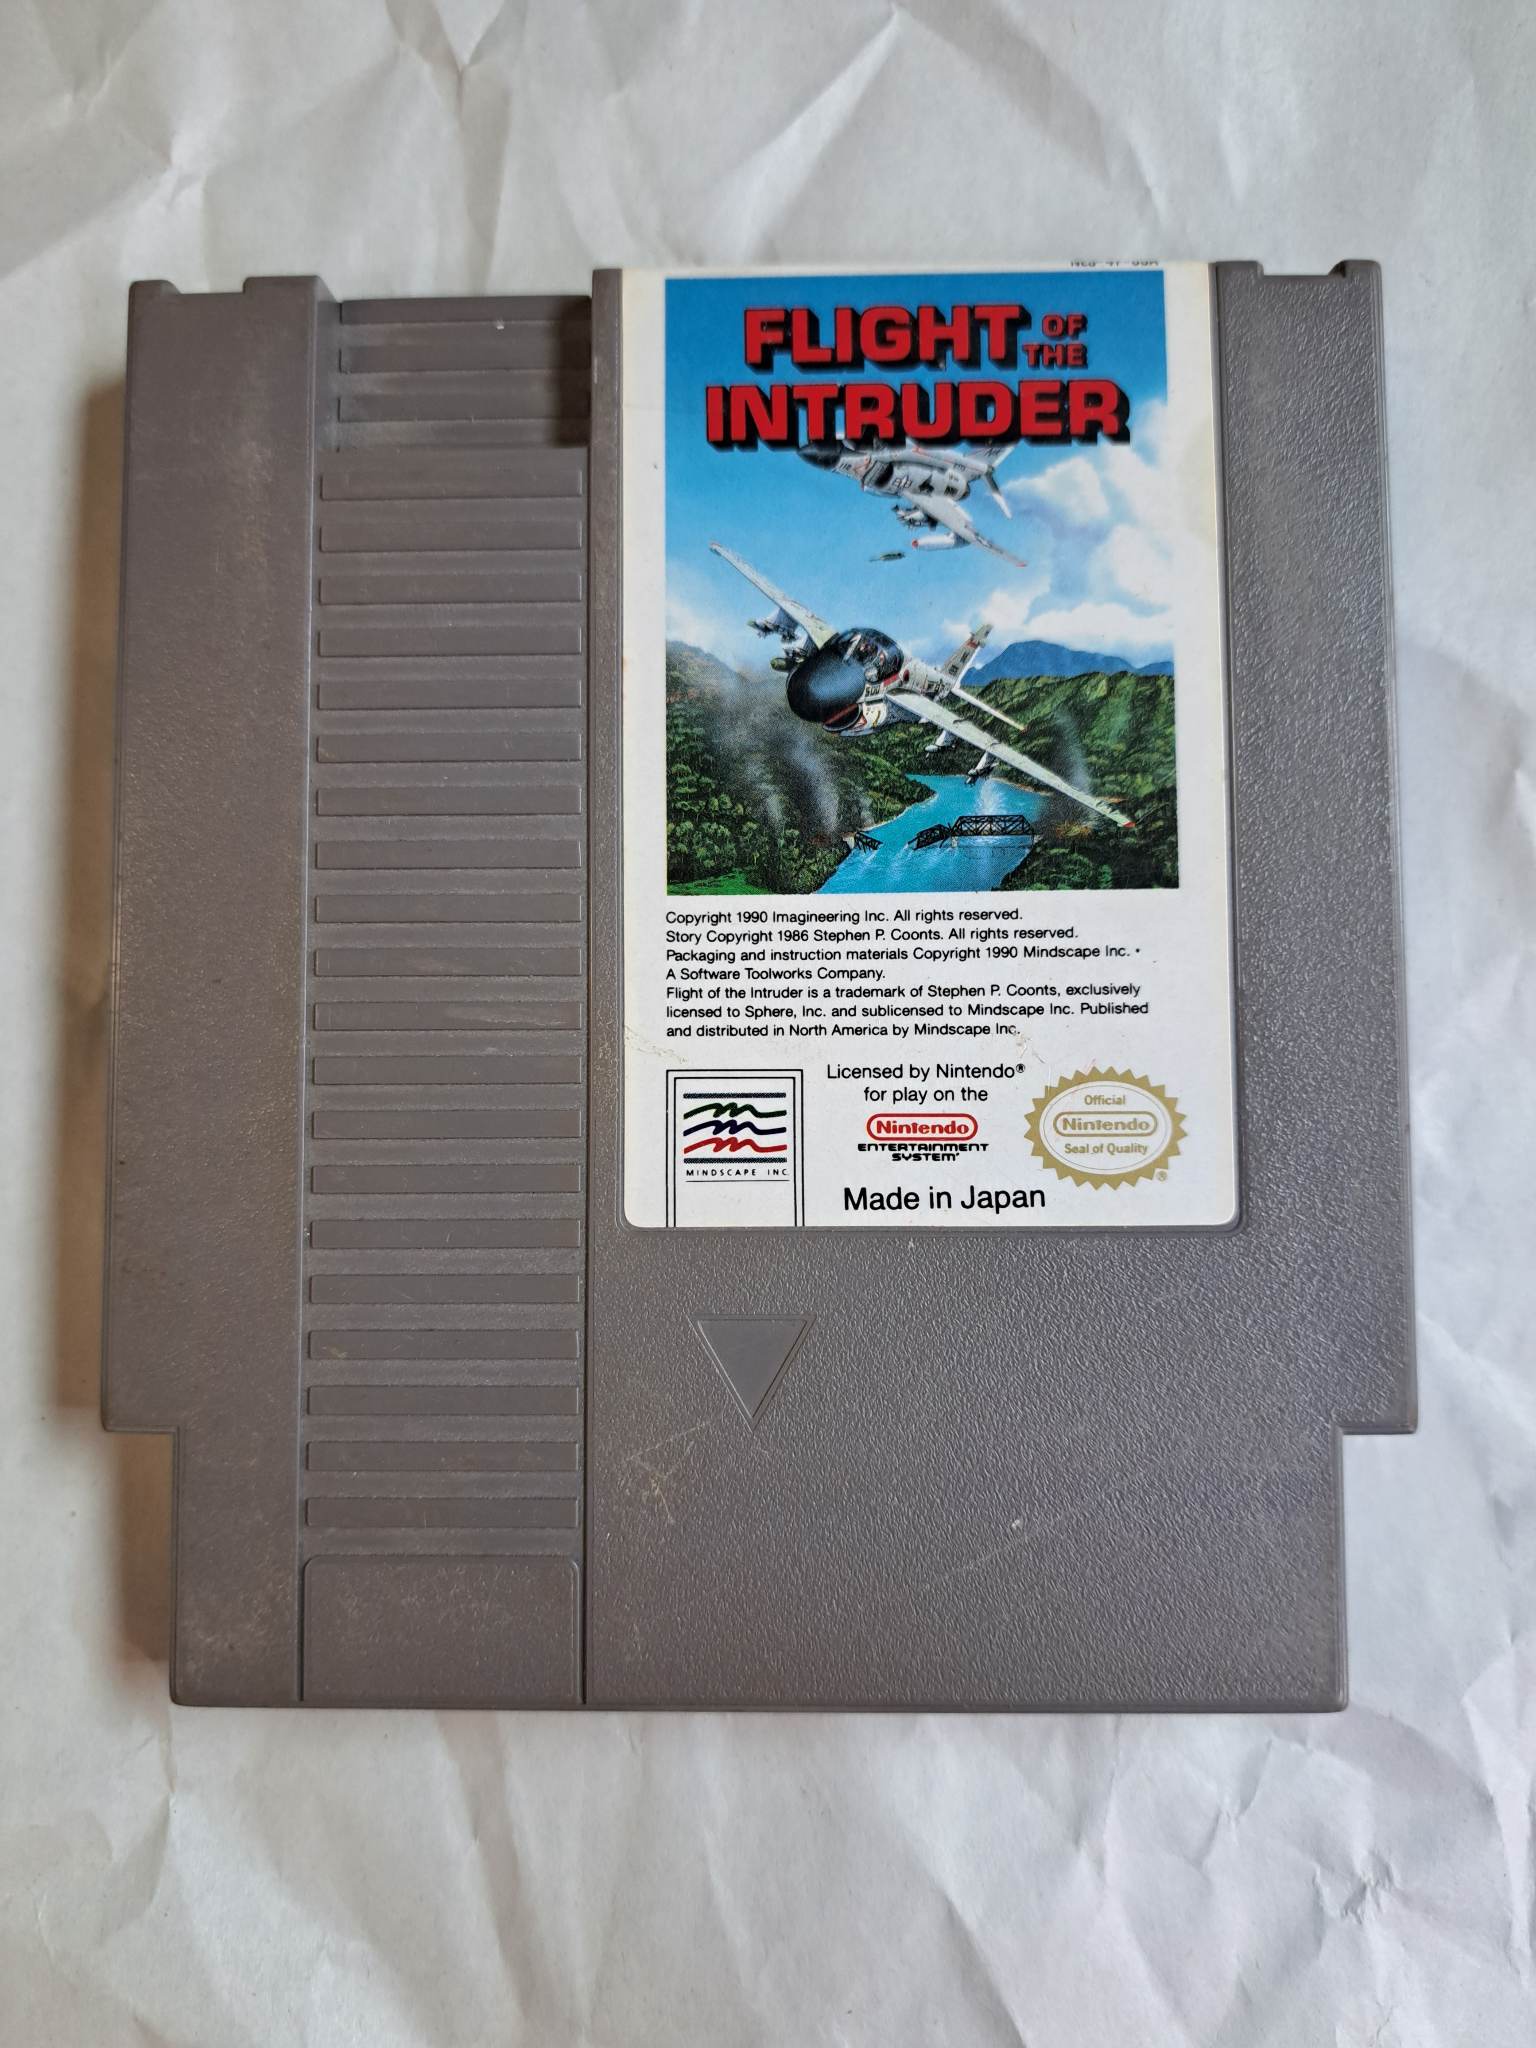 FLIGHT OF THE
INTRUDER
Copyright 1990 Imagineering Inc. All rights reserved.
Story Copyright 1986 Stephen P. Coonts. All rights reserved.
Packaging and instruction materials Copyright 1990 Mindscape Inc. •
A Software Toolworks Company.
Flight of the Intruder is a trademark of Stephen P. Coonts, exclusively
licensed to Sphere, Inc. and sublicensed to Mindscape Inc. Published
and distributed in North America by Mindscape Inc.
MINDSCAPE INC.
Licensed by Nintendo®
for play on the
Nintendo
ENTERTAINMENT
SYSTEM
Made in Japan
Official
Nintendo
Seal of Quality
®